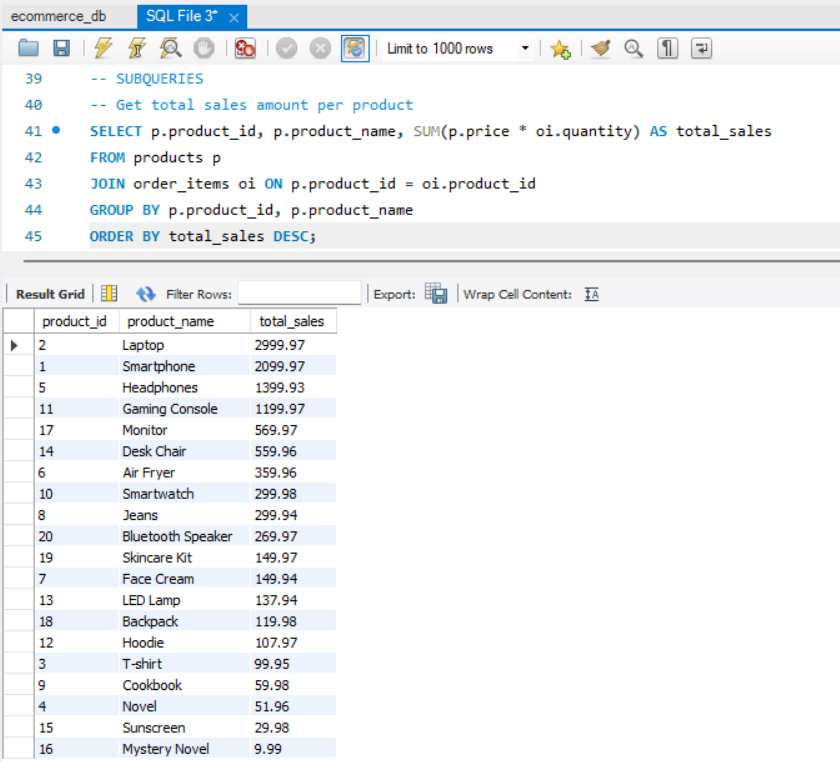 ecommerce_db SQL File 3* ×
Limit to 1000 rows
39 -- SUBQUERIES
40 -- Get total sales amount per product
41 SELECT p.product_id, p.product_name, SUM(p.price * oi.quantity) AS total_sales
42 FROM products p
43 JOIN order_items oi ON p.product_id = oi.product_id
44 GROUP BY p.product_id, p.product_name
45 ORDER BY total_sales DESC;
Result Grid Filter Rows: Export: Wrap Cell Content: IA
product_id product_name total_sales
2 Laptop 2999.97
1 Smartphone 2099.97
5 Headphones 1399.93
11 Gaming Console 1199.97
17 Monitor 569.97
14 Desk Chair 559.96
6 Air Fryer 359.96
10 Smartwatch 299.98
8 Jeans 299.94
20 Bluetooth Speaker 269.97
19 Skincare Kit 149.97
7 Face Cream 149.94
13 LED Lamp 137.94
18 Backpack 119.98
12 Hoodie 107.97
3 T-shirt 99.95
9 Cookbook 59.98
4 Novel 51.96
15 Sunscreen 29.98
16 Mystery Novel 9.99